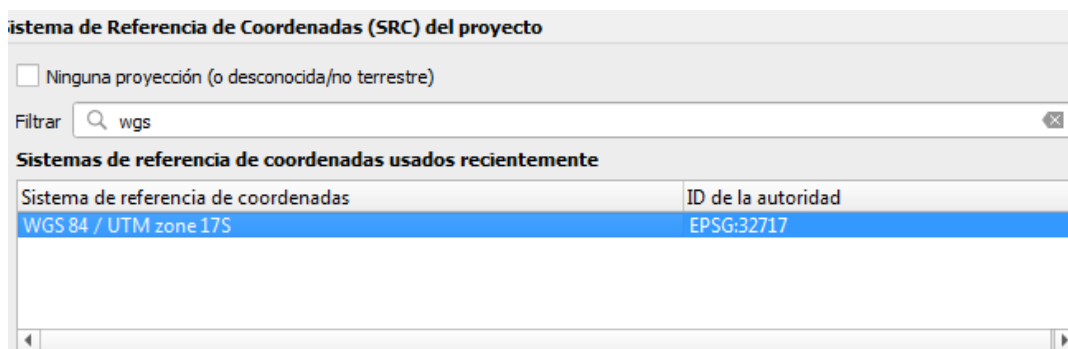 istema de Referencia de Coordenadas (SRC) del proyecto
Ninguna proyección (o desconocida/no terrestre)
Filtrar wgs
Sistemas de referencia de coordenadas usados recientemente
Sistema de referencia de coordenadas ID de la autoridad
WGS 84 / UTM zone 17S EPSG:32717